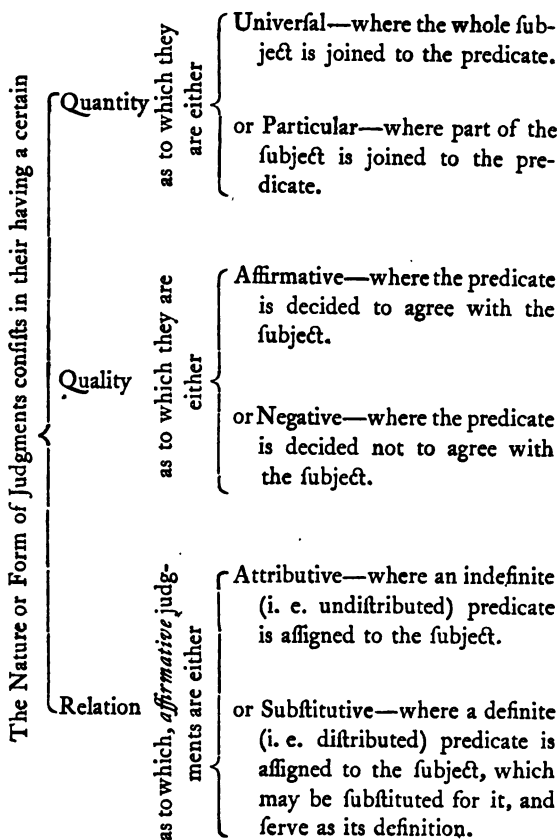 The Nature or Form of Judgments conſiſts in their having a certain
Quantity
as to which they
are either
Univerſal—where the whole ſub-
ject is joined to the predicate.
or Particular—where part of the
ſubject is joined to the pre-
dicate.
Quality
as to which they are
either
Affirmative—where the predicate
is decided to agree with the
ſubject.
or Negative—where the predicate
is decided not to agree with
the ſubject.
Relation
as to which, affirmative judg-
ments are either
Attributive—where an indefinite
(i. e. undiſtributed) predicate
is aſſigned to the ſubject.
or Subſtitutive—where a definite
(i. e. diſtributed) predicate is
aſſigned to the ſubject, which
may be ſubſtituted for it, and
ſerve as its definition.